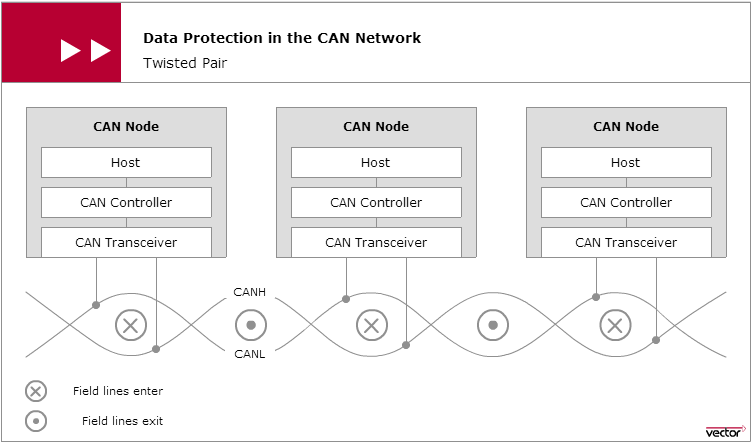 Data Protection in the CAN Network
Twisted Pair
CAN Node
Host
CAN Controller
CAN Transceiver
CAN Node
Host
CAN Controller
CAN Transceiver
CAN Node
Host
CAN Controller
CAN Transceiver
CANH
CANL
Field lines enter
Field lines exit
vector